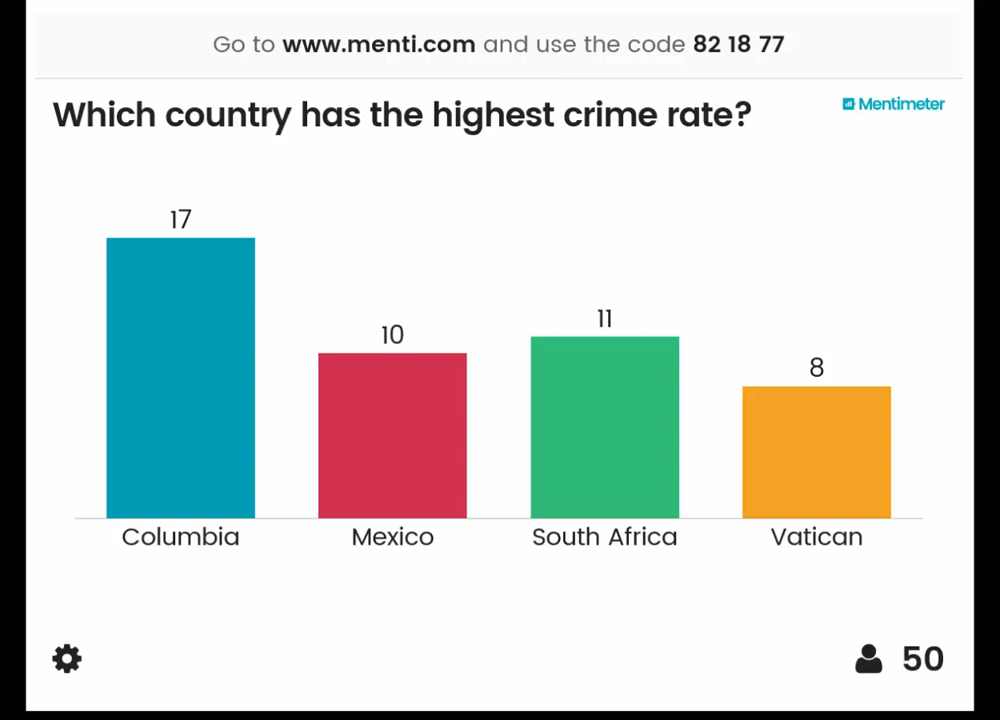 Go to www.menti.com and use the code 82 18 77
Which country has the highest crime rate?
Mentimeter
17
10
11
8
Columbia
Mexico
South Africa
Vatican
50